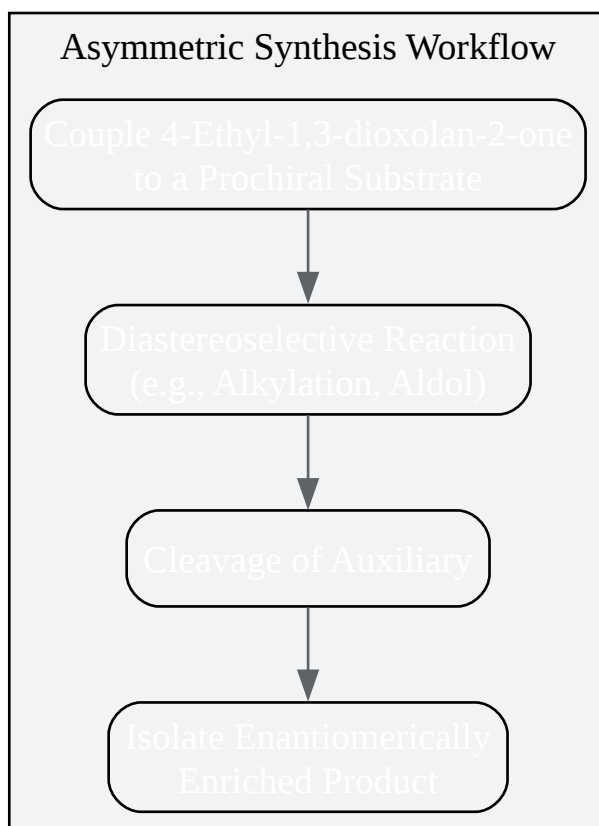 Asymmetric Synthesis Workflow
Couple 4-Ethyl-1,3-dioxolan-2-one
to a Prochiral Substrate
Diastereoselective Reaction
(e.g., Alkylation, Aldol)
Cleavage of Auxiliary
Isolate Enantiomerically
Enriched Product